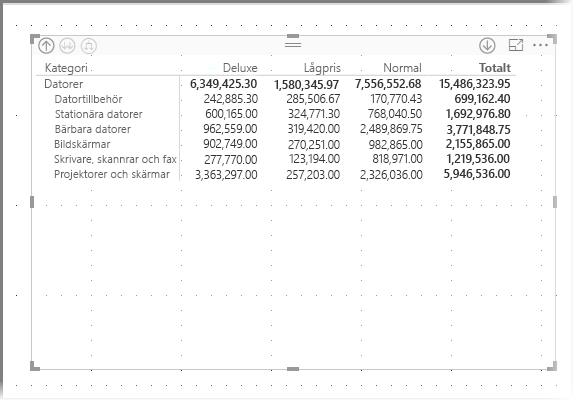 Kategori Deluxe Lågpris Normal Totalt
Datorer 6,349,425.30 1,580,345.97 7,556,552.68 15,486,323.95
Datortillbehör 242,885.30 285,506.67 170,770.43 699,162.40
Stationära datorer 600,165.00 324,771.30 768,040.50 1,692,976.80
Bärbara datorer 962,559.00 319,420.00 2,489,869.75 3,771,848.75
Bildskärmar 902,749.00 270,251.00 982,865.00 2,155,865.00
Skrivare, skannrar och fax 277,770.00 123,194.00 818,971.00 1,219,536.00
Projektorer och skärmar 3,363,297.00 257,203.00 2,326,036.00 5,946,536.00